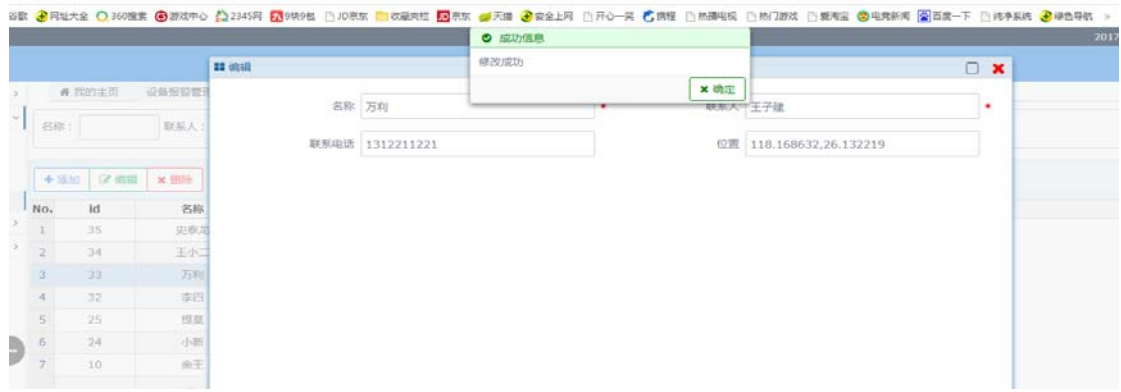 谷歌 网址大全 360搜索 游戏中心 2345网 9块9包 JD京东 收藏夹栏 京东 天猫 安全上网 开心一笑 携程 热播电视 热门游戏 爱淘宝 电竞新闻 百度一下 纯净系统 绿色导航 »
2017
成功信息
修改成功
确定
编辑
我的主页 设备报警管理
名称 万利 * 联系人 王子建 *
名称： 联系人：
联系电话 1312211221 位置 118.168632,26.132219
添加 编辑 删除
No. id 名称
1 35 史泰龙
2 34 王小二
3 33 万利
4 32 李四
5 25
6 24 小新
7 10